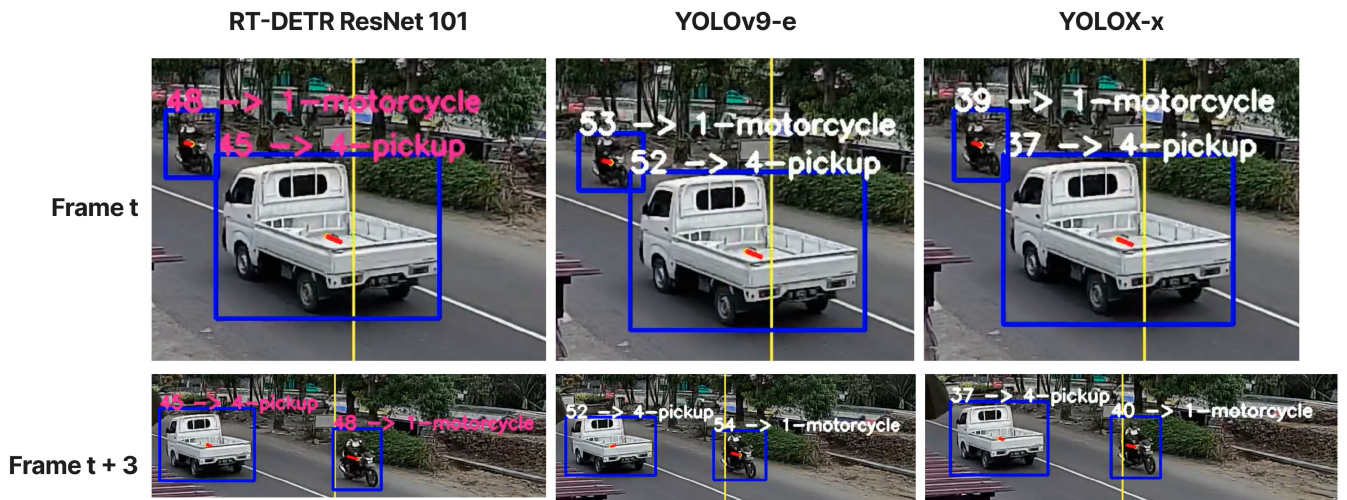 RT-DETR ResNet 101
YOLOv9-e
YOLOX-x
Frame t
48 -> 1-motorcycle
45 -> 4-pickup
53 -> 1-motorcycle
52 -> 4-pickup
39 -> 1-motorcycle
37 -> 4-pickup
Frame t + 3
45 -> 4-pickup
48 -> 1-motorcycle
52 -> 4-pickup
54 -> 1-motorcycle
37 -> 4-pickup
40 -> 1-motorcycle